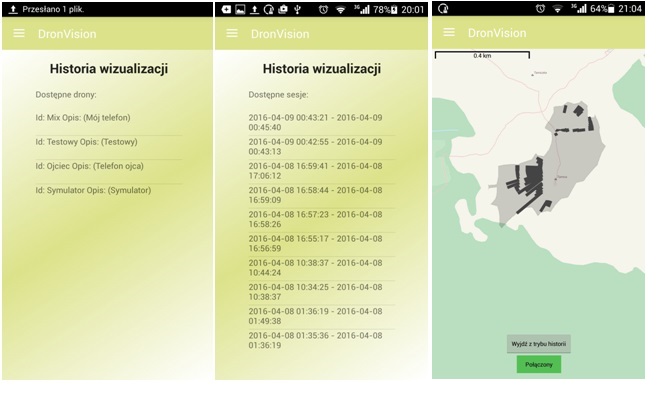 Przesłano 1 plik.
DronVision
Historia wizualizacji
Dostępne drony:
Id: Mix Opis: (Mój telefon)
Id: Testowy Opis: (Testowy)
Id: Ojciec Opis: (Telefon ojca)
Id: Symulator Opis: (Symulator)
3G 78% 20:01
DronVision
Historia wizualizacji
Dostępne sesje:
2016-04-09 00:43:21 - 2016-04-09
00:45:40
2016-04-09 00:42:55 - 2016-04-09
00:43:13
2016-04-08 16:59:41 - 2016-04-08
17:06:12
2016-04-08 16:58:44 - 2016-04-08
16:59:09
2016-04-08 16:57:23 - 2016-04-08
16:58:26
2016-04-08 16:55:17 - 2016-04-08
16:56:59
2016-04-08 10:38:37 - 2016-04-08
10:44:24
2016-04-08 10:34:25 - 2016-04-08
10:38:37
2016-04-08 01:36:19 - 2016-04-08
01:49:38
2016-04-08 01:35:36 - 2016-04-08
01:36:19
3G 64% 21:04
DronVision
0.4 km
Wyjdź z trybu historii
Połączony